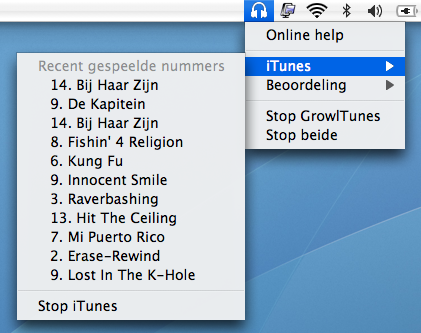 Online help
iTunes
Beoordeling
Stop GrowlTunes
Stop beide
Recent gespeelde nummers
14. Bij Haar Zijn
9. De Kapitein
14. Bij Haar Zijn
8. Fishin' 4 Religion
6. Kung Fu
9. Innocent Smile
3. Raverbashing
13. Hit The Ceiling
7. Mi Puerto Rico
2. Erase-Rewind
9. Lost In The K-Hole
Stop iTunes